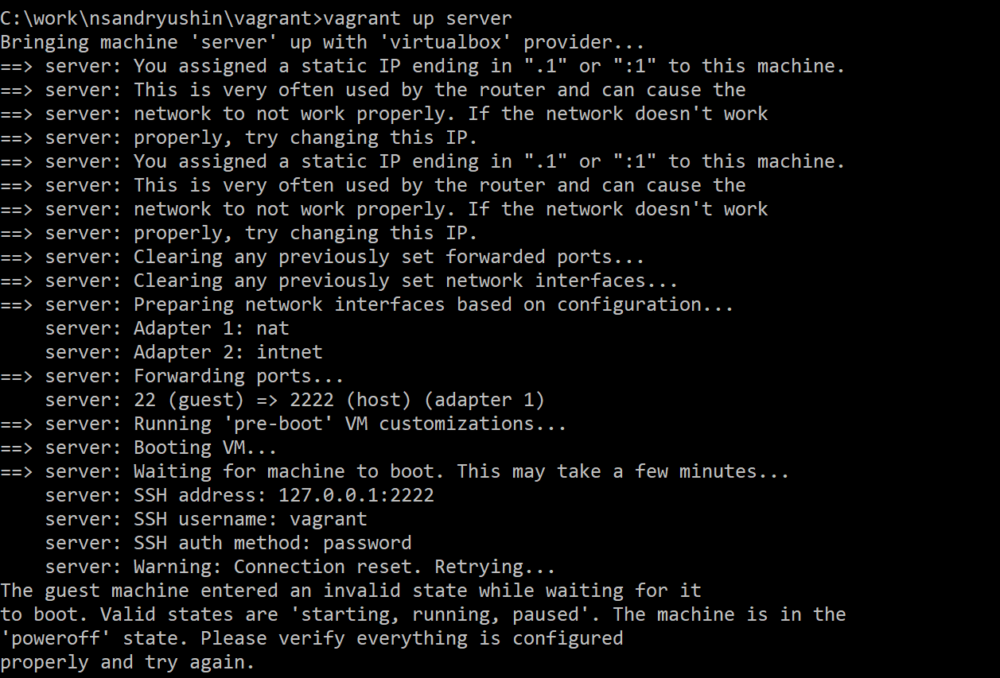 C:\work\nsandryushin\vagrant>vagrant up server
Bringing machine 'server' up with 'virtualbox' provider...
==> server: You assigned a static IP ending in ".1" or ":1" to this machine.
==> server: This is very often used by the router and can cause the
==> server: network to not work properly. If the network doesn't work
==> server: properly, try changing this IP.
==> server: You assigned a static IP ending in ".1" or ":1" to this machine.
==> server: This is very often used by the router and can cause the
==> server: network to not work properly. If the network doesn't work
==> server: properly, try changing this IP.
==> server: Clearing any previously set forwarded ports...
==> server: Clearing any previously set network interfaces...
==> server: Preparing network interfaces based on configuration...
    server: Adapter 1: nat
    server: Adapter 2: intnet
==> server: Forwarding ports...
    server: 22 (guest) => 2222 (host) (adapter 1)
==> server: Running 'pre-boot' VM customizations...
==> server: Booting VM...
==> server: Waiting for machine to boot. This may take a few minutes...
    server: SSH address: 127.0.0.1:2222
    server: SSH username: vagrant
    server: SSH auth method: password
    server: Warning: Connection reset. Retrying...
The guest machine entered an invalid state while waiting for it
to boot. Valid states are 'starting, running, paused'. The machine is in the
'poweroff' state. Please verify everything is configured
properly and try again.